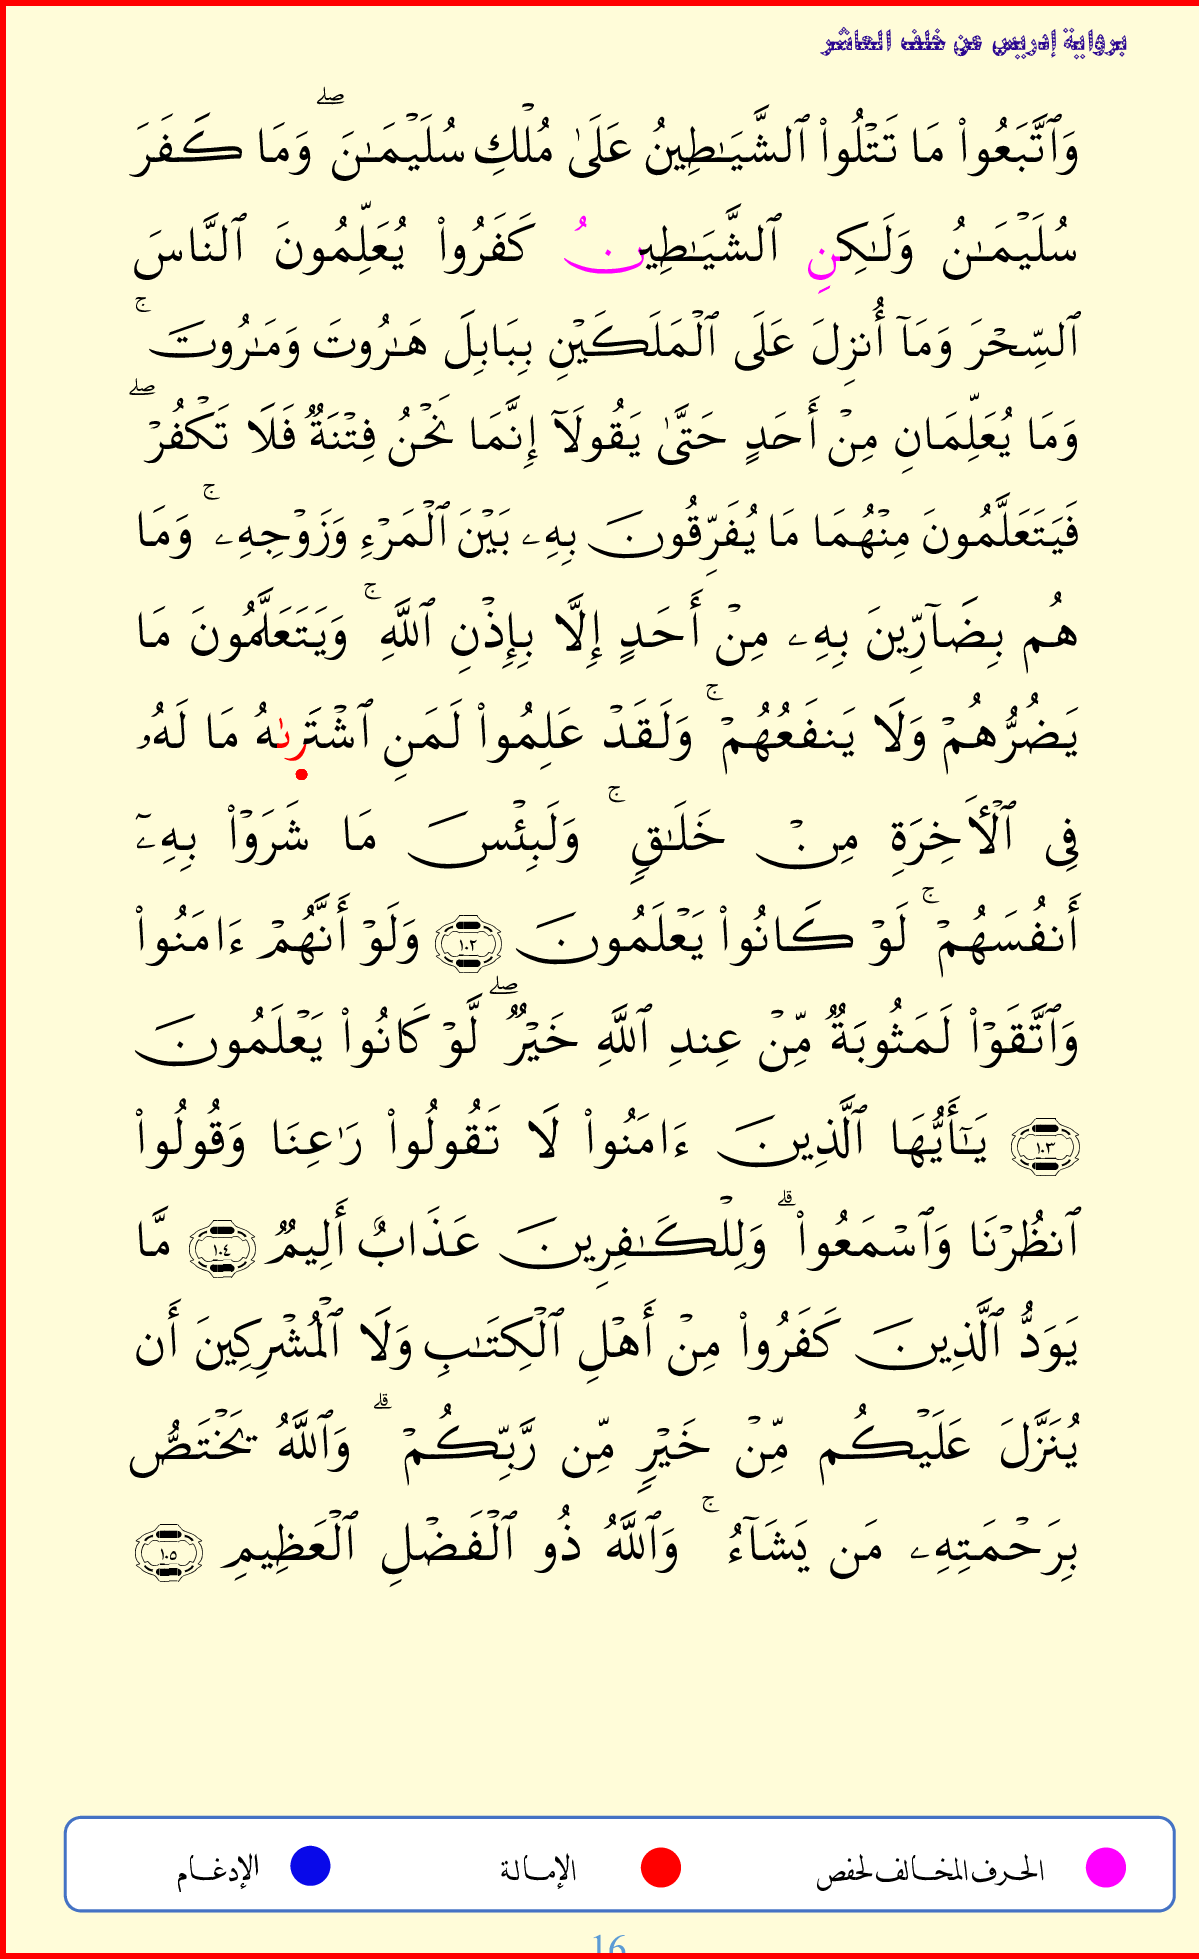 برواية إدريس عن خلف العاشر
وَٱتَّبَعُوا۟ مَا تَتْلُوا۟ ٱلشَّيَـٰطِينُ عَلَىٰ مُلْكِ سُلَيْمَـٰنَ ۖ وَمَا كَفَرَ
سُلَيْمَـٰنُ وَلَـٰكِنِ ٱلشَّيَـٰطِينُ كَفَرُوا۟ يُعَلِّمُونَ ٱلنَّاسَ
ٱلسِّحْرَ وَمَآ أُنزِلَ عَلَى ٱلْمَلَكَيْنِ بِبَابِلَ هَـٰرُوتَ وَمَـٰرُوتَ ۚ
وَمَا يُعَلِّمَانِ مِنْ أَحَدٍ حَتَّىٰ يَقُولَآ إِنَّمَا نَحْنُ فِتْنَةٌ فَلَا تَكْفُرْ ۖ
فَيَتَعَلَّمُونَ مِنْهُمَا مَا يُفَرِّقُونَ بِهِۦ بَيْنَ ٱلْمَرْءِ وَزَوْجِهِۦ ۚ وَمَا
هُم بِضَآرِّينَ بِهِۦ مِنْ أَحَدٍ إِلَّا بِإِذْنِ ٱللَّهِ ۚ وَيَتَعَلَّمُونَ مَا
يَضُرُّهُمْ وَلَا يَنفَعُهُمْ ۚ وَلَقَدْ عَلِمُوا۟ لَمَنِ ٱشْتَرىٰهُ مَا لَهُۥ
فِى ٱلْأَخِرَةِ مِنْ خَلَـٰقٍ ۚ وَلَبِئْسَ مَا شَرَوْا۟ بِهِۦٓ
أَنفُسَهُمْ ۚ لَوْ كَانُوا۟ يَعْلَمُونَ ١٠٢ وَلَوْ أَنَّهُمْ ءَامَنُوا۟
وَٱتَّقَوْا۟ لَمَثُوبَةٌ مِّنْ عِندِ ٱللَّهِ خَيْرٌ ۖ لَّوْ كَانُوا۟ يَعْلَمُونَ
١٠٣ يَـٰٓأَيُّهَا ٱلَّذِينَ ءَامَنُوا۟ لَا تَقُولُوا۟ رَٰعِنَا وَقُولُوا۟
ٱنظُرْنَا وَٱسْمَعُوا۟ ۗ وَلِلْكَـٰفِرِينَ عَذَابٌ أَلِيمٌ ١٠٤ مَّا
يَوَدُّ ٱلَّذِينَ كَفَرُوا۟ مِنْ أَهْلِ ٱلْكِتَـٰبِ وَلَا ٱلْمُشْرِكِينَ أَن
يُنَزَّلَ عَلَيْكُم مِّنْ خَيْرٍ مِّن رَّبِّكُمْ ۗ وَٱللَّهُ يَخْتَصُّ
بِرَحْمَتِهِۦ مَن يَشَآءُ ۚ وَٱللَّهُ ذُو ٱلْفَضْلِ ٱلْعَظِيمِ ١٠٥
الحرف المخالف لحفص الإمالة الإدغام
16